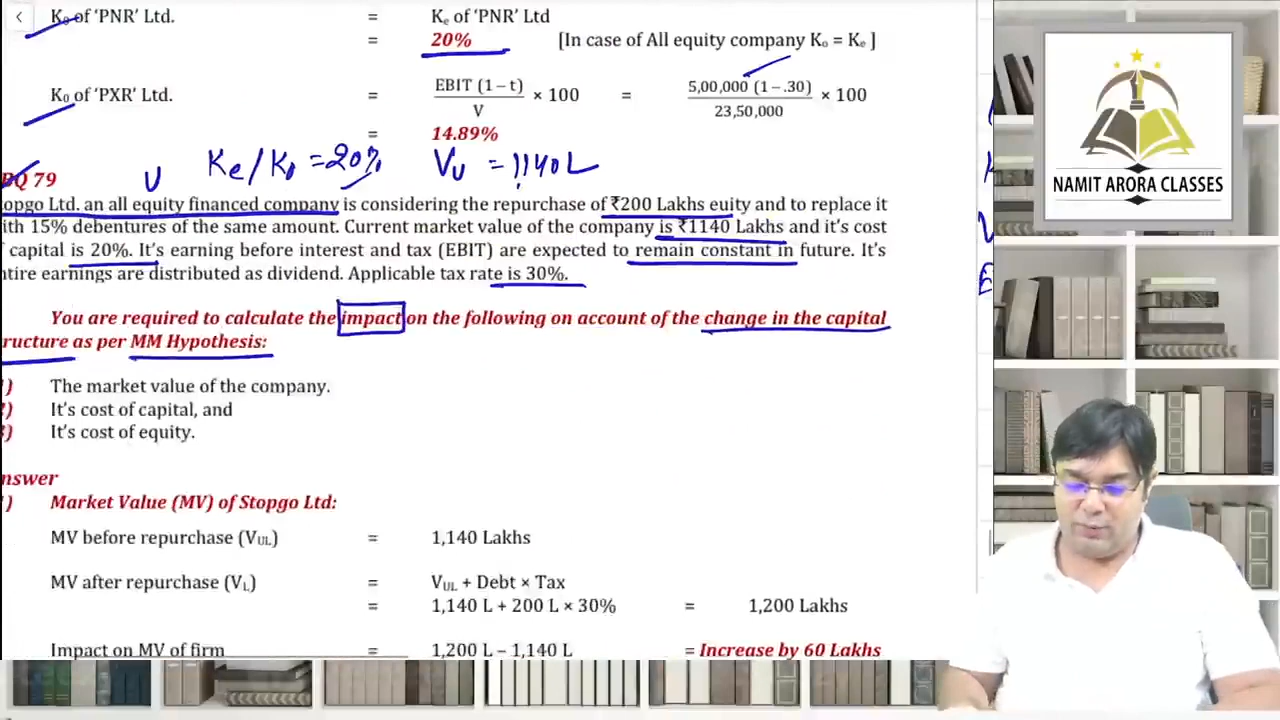 K₀ of ‘PNR’ Ltd. = Kₑ of ‘PNR’ Ltd
= 20% [In case of All equity company Kₒ = Kₑ ]
K₀ of ‘PXR’ Ltd. = EBIT (1 – t) / V × 100 = 5,00,000 (1 – .30) / 23,50,000 × 100
= 14.89%
U Ke/K₀ = 20% Vu = 1140L
Q 79
opgo Ltd. an all equity financed company is considering the repurchase of ₹200 Lakhs euity and to replace it
ith 15% debentures of the same amount. Current market value of the company is ₹1140 Lakhs and it’s cost
capital is 20%. It’s earning before interest and tax (EBIT) are expected to remain constant in future. It’s
ntire earnings are distributed as dividend. Applicable tax rate is 30%.
You are required to calculate the impact on the following on account of the change in the capital
ructure as per MM Hypothesis:
) The market value of the company.
) It’s cost of capital, and
) It’s cost of equity.
nswer
) Market Value (MV) of Stopgo Ltd:
MV before repurchase (VUL) = 1,140 Lakhs
MV after repurchase (VL) = VUL + Debt × Tax
= 1,140 L + 200 L × 30% = 1,200 Lakhs
Impact on MV of firm = 1,200 L – 1,140 L = Increase by 60 Lakhs
NAMIT ARORA CLASSES